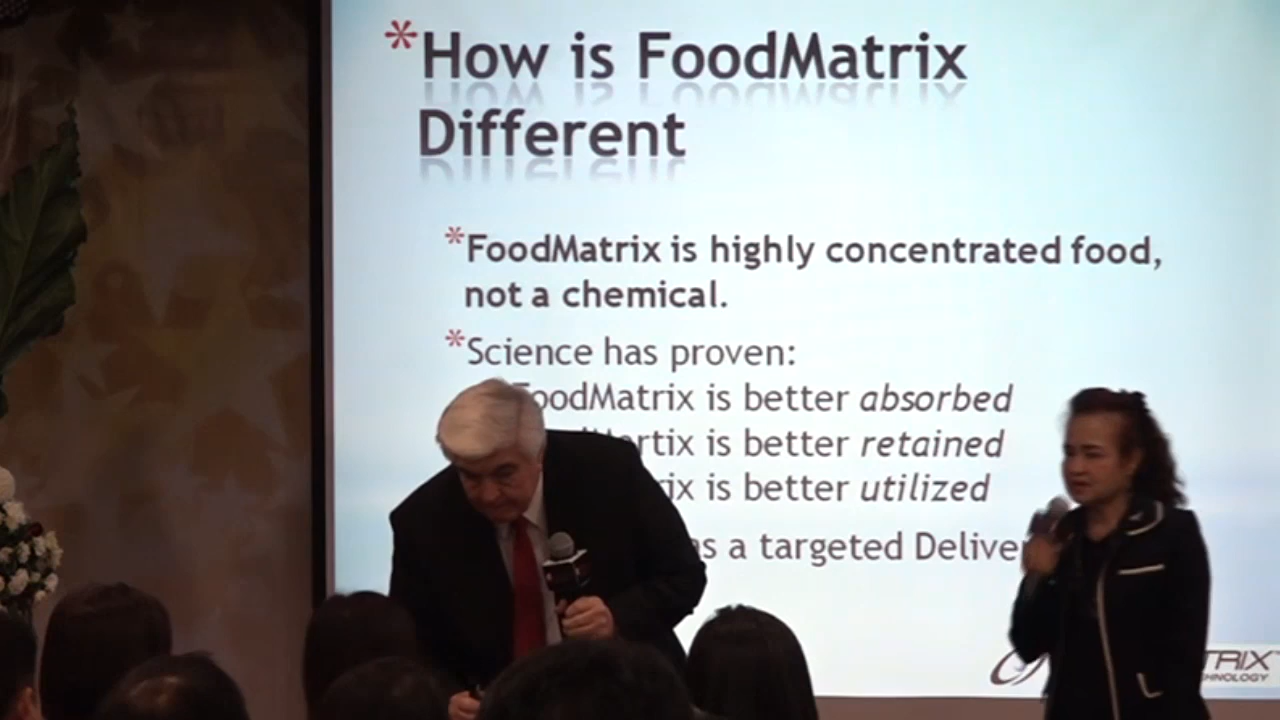 *How is FoodMatrix
Different
*FoodMatrix is highly concentrated food,
not a chemical.
*Science has proven:
FoodMatrix is better absorbed
is better retained
is better utilized
a targeted